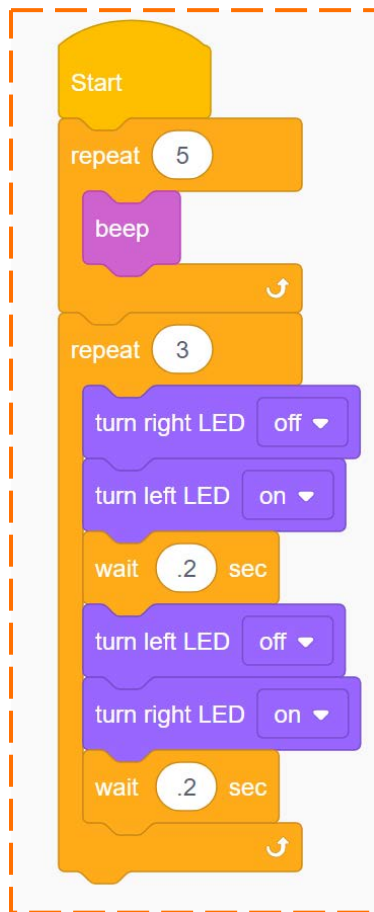 Start
repeat 5
beep
repeat 3
turn right LED off
turn left LED on
wait .2 sec
turn left LED off
turn right LED on
wait .2 sec